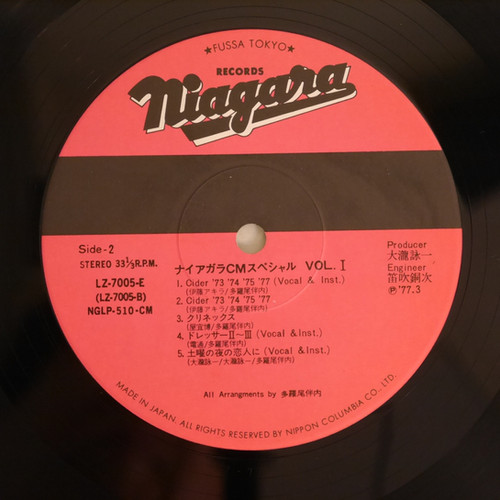 ★FUSSA TOKYO★
RECORDS
Niagara
Side-2
STEREO 33⅓R.P.M.
LZ-7005-E
(LZ-7005-B)
NGLP-510-CM
Producer
大瀧詠一
Engineer
笛吹銅次
Ⓟ'77.3
ナイアガラCMスペシャル VOL.Ⅰ
1. Cider '73 '74 '75 '77 (Vocal & Inst.)
(伊藤アキラ/多羅尾伴内)
2. Cider '73 '74 '75 '77
(伊藤アキラ/多羅尾伴内)
3. クリネックス
(屋宜博/多羅尾伴内)
4. ドレッサーⅡ〜Ⅲ (Vocal & Inst.)
(電通/多羅尾伴内)
5. 土曜の夜の恋人に (Vocal & Inst.)
(大瀧詠一/大瀧詠一/多羅尾伴内)
All Arrangments by 多羅尾伴内
MADE IN JAPAN. ALL RIGHTS RESERVED BY NIPPON COLUMBIA CO., LTD.